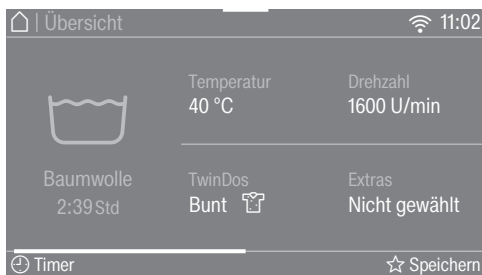 | Übersicht 11:02
Temperatur Drehzahl
40 °C 1600 U/min
Baumwolle TwinDos Extras
2:39 Std Bunt Nicht gewählt
Timer Speichern